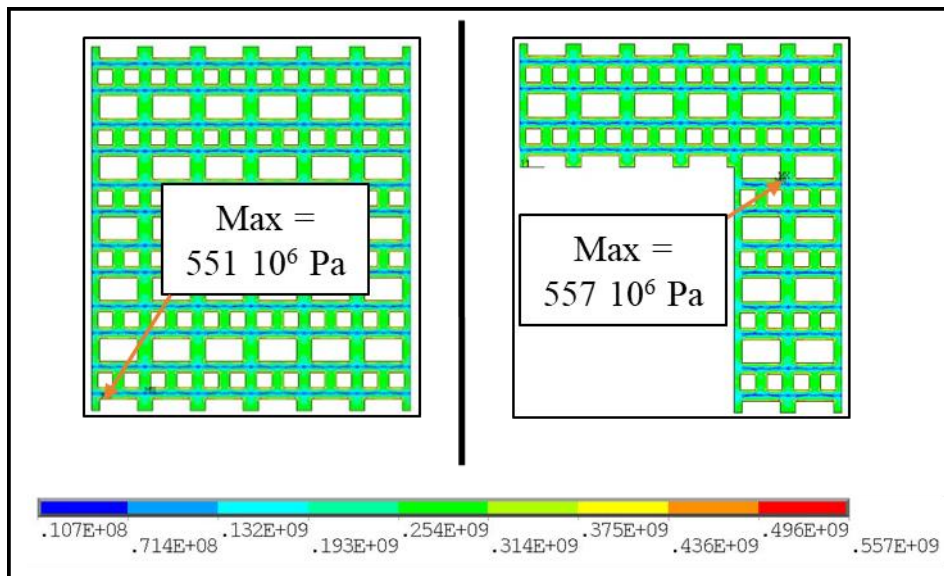 Max =
551 10⁶ Pa
Max =
557 10⁶ Pa
.107E+08 .132E+09 .254E+09 .375E+09 .496E+09
.714E+08 .193E+09 .314E+09 .436E+09 .557E+09